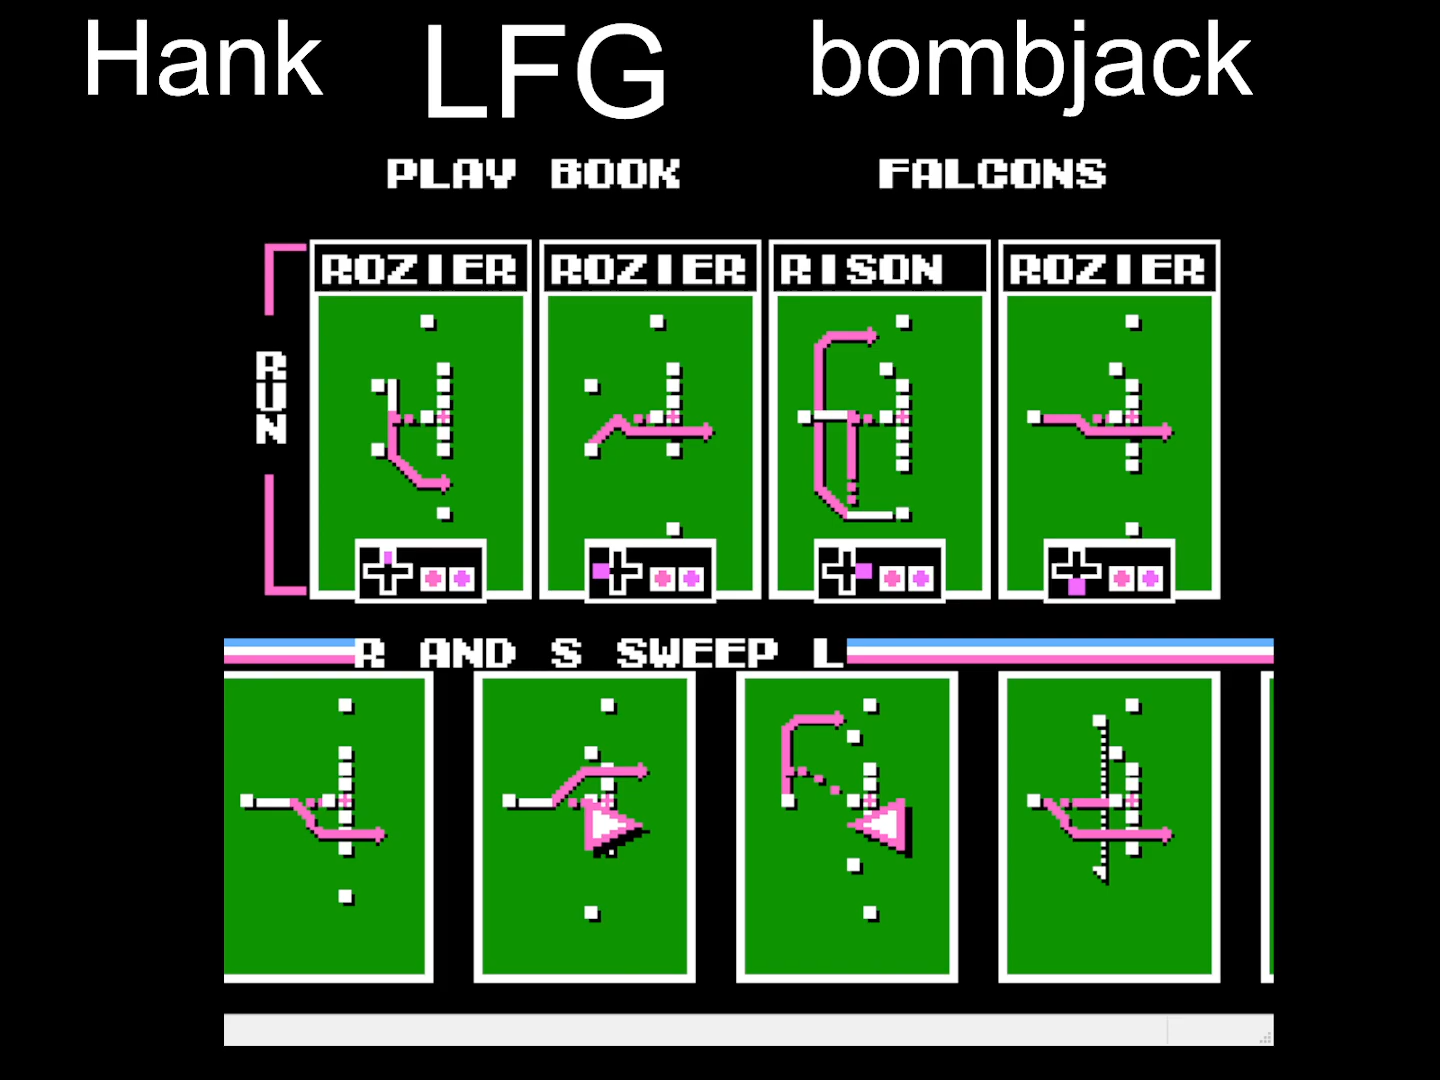 Hank LFG bombjack
PLAY BOOK FALCONS
ROZIER ROZIER RISON ROZIER
RUN
R AND S SWEEP L